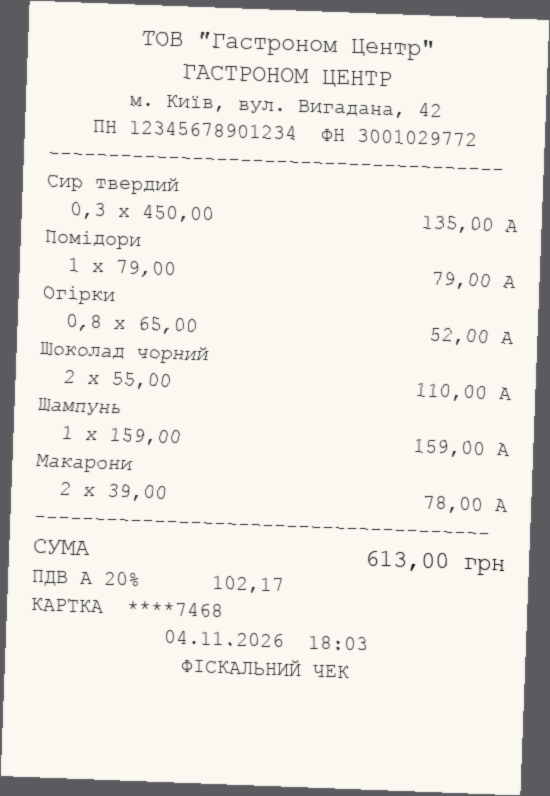 ТОВ "Гастроном Центр"
ГАСТРОНОМ ЦЕНТР
м. Київ, вул. Вигадана, 42
ПН 12345678901234 ФН 3001029772
--------------------------------------
Сир твердий
0,3 x 450,00 135,00 А
Помідори
1 x 79,00 79,00 А
Огірки
0,8 x 65,00 52,00 А
Шоколад чорний
2 x 55,00 110,00 А
Шампунь
1 x 159,00 159,00 А
Макарони
2 x 39,00 78,00 А
--------------------------------------
СУМА 613,00 грн
ПДВ А 20% 102,17
КАРТКА ****7468
04.11.2026 18:03
ФІСКАЛЬНИЙ ЧЕК